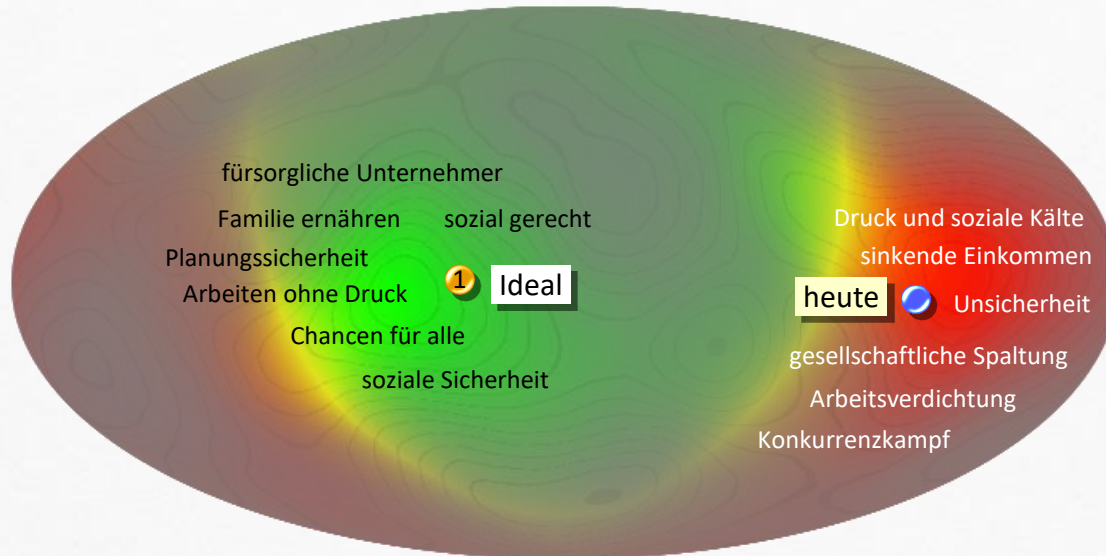 fürsorgliche Unternehmer
Familie ernähren
sozial gerecht
Planungssicherheit
Arbeiten ohne Druck
1
Ideal
Chancen für alle
soziale Sicherheit
Druck und soziale Kälte
sinkende Einkommen
heute
Unsicherheit
gesellschaftliche Spaltung
Arbeitsverdichtung
Konkurrenzkampf